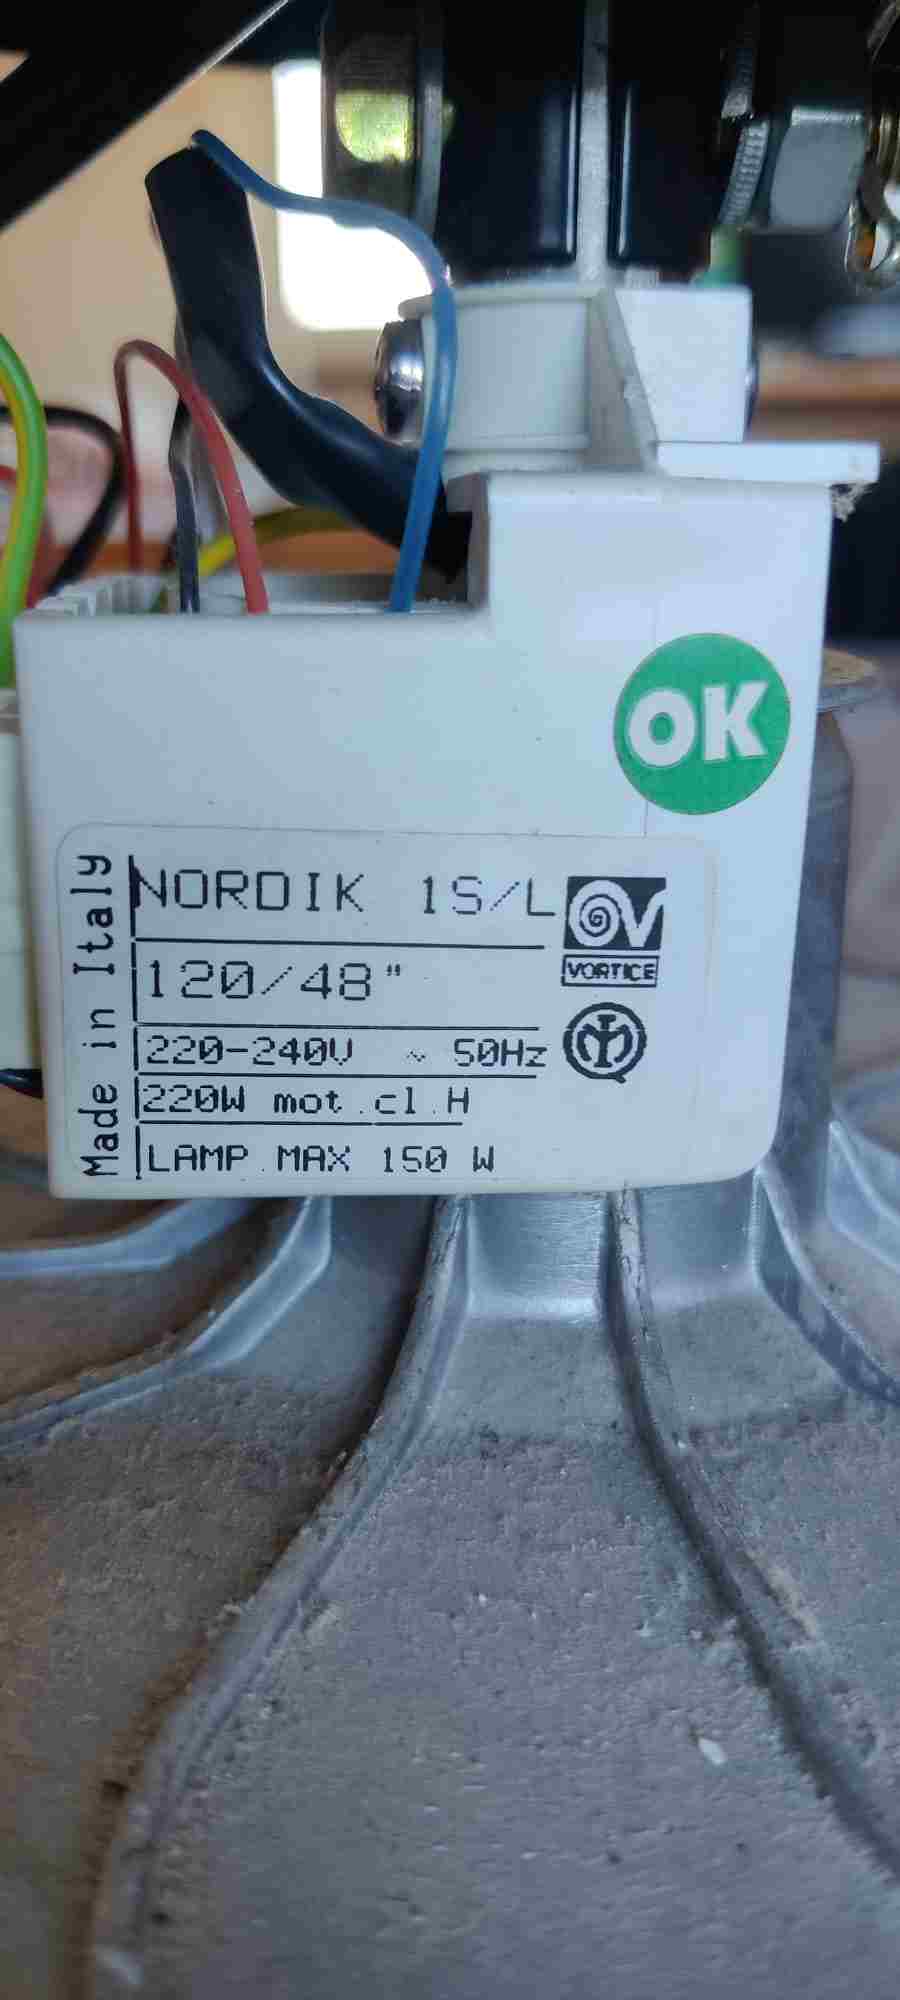 OK
Made in Italy
NORDIK 1S/L
120/48"
VORTICE
220-240V ~ 50Hz
220W mot.cl.H
LAMP.MAX 150 W